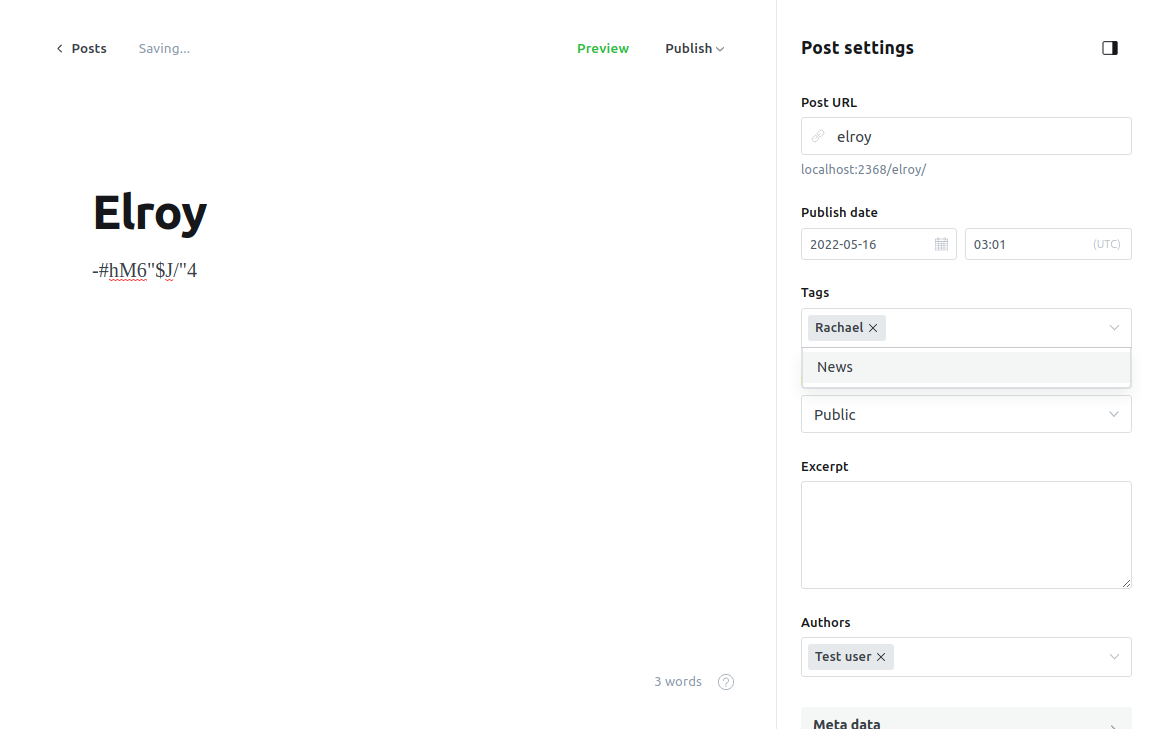 Posts Saving... Preview Publish
Elroy
-#hM6"$J/"4
3 words ?
Post settings
Post URL
elroy
localhost:2368/elroy/
Publish date
2022-05-16 03:01 (UTC)
Tags
Rachael
News
Public
Excerpt
Authors
Test user
Meta data